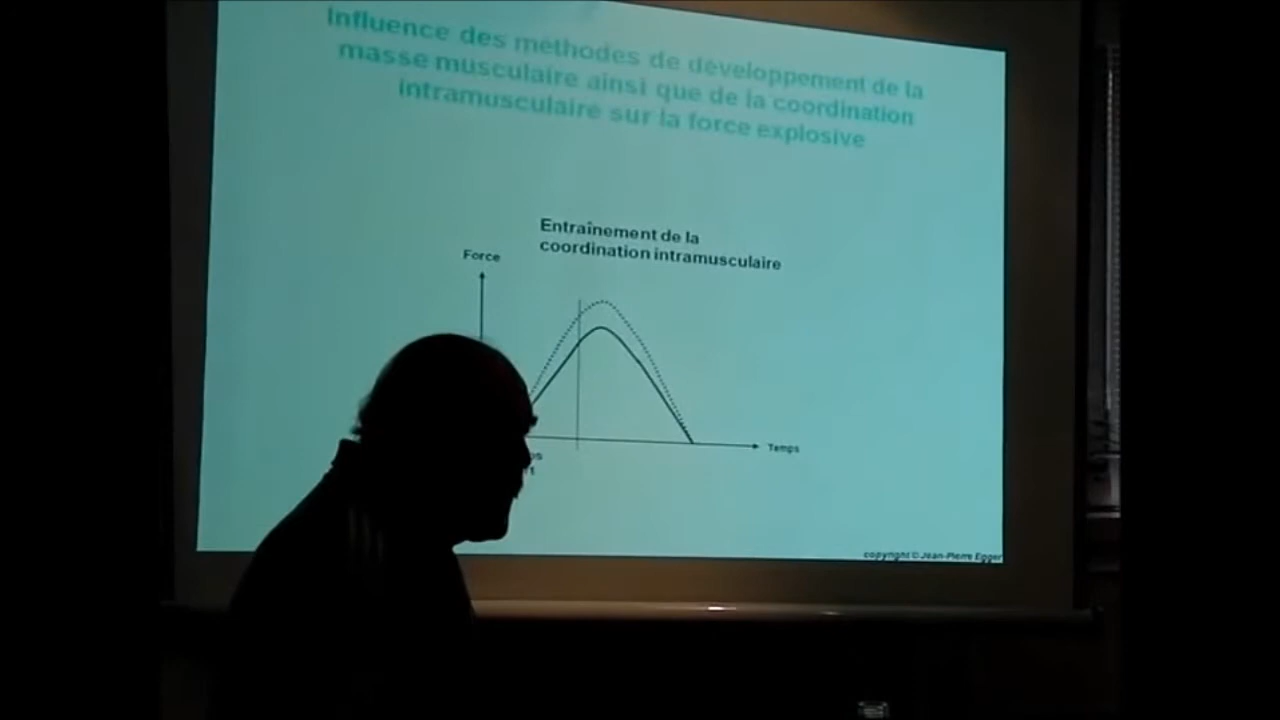 Influence des méthodes de développement de la
masse musculaire ainsi que de la coordination
intramusculaire sur la force explosive
Entraînement de la
coordination intramusculaire
Force
Temps
copyright © Jean-Pierre Egger